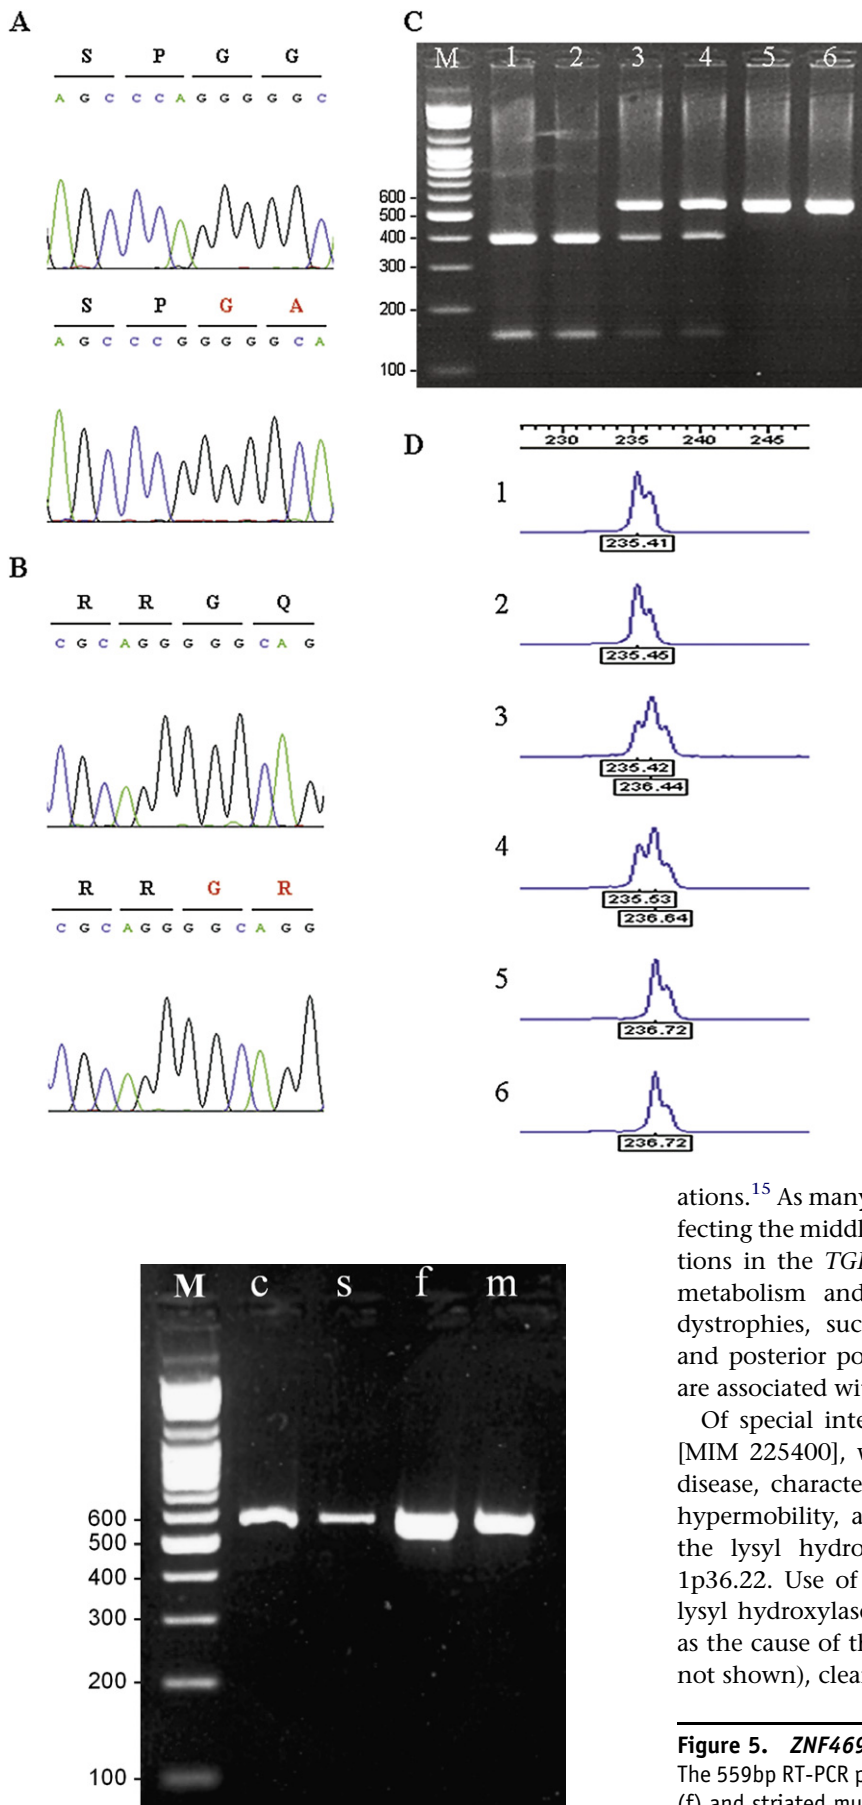 A
S P G G
A G C C C A G G G G G C
S P G A
A G C C C G G G G G C A
B
R R G Q
C G C A G G G G G C A G
R R G R
C G C A G G G G C A G G
C
M 1 2 3 4 5 6
600
500
400
300
200
100
D
230 235 240 245
1
235.41
2
235.45
3
235.42
236.44
4
235.53
236.64
5
236.72
6
236.72
M c s f m
600
500
400
300
200
100
ations.15 As many
fecting the middl
tions in the TGI
metabolism and
dystrophies, suc
and posterior po
are associated wi
Of special inte
[MIM 225400], v
disease, characte
hypermobility, a
the lysyl hydro
1p36.22. Use of
lysyl hydroxylase
as the cause of th
not shown), clea
Figure 5. ZNF469
The 559bp RT-PCR p
(f) and striated mu